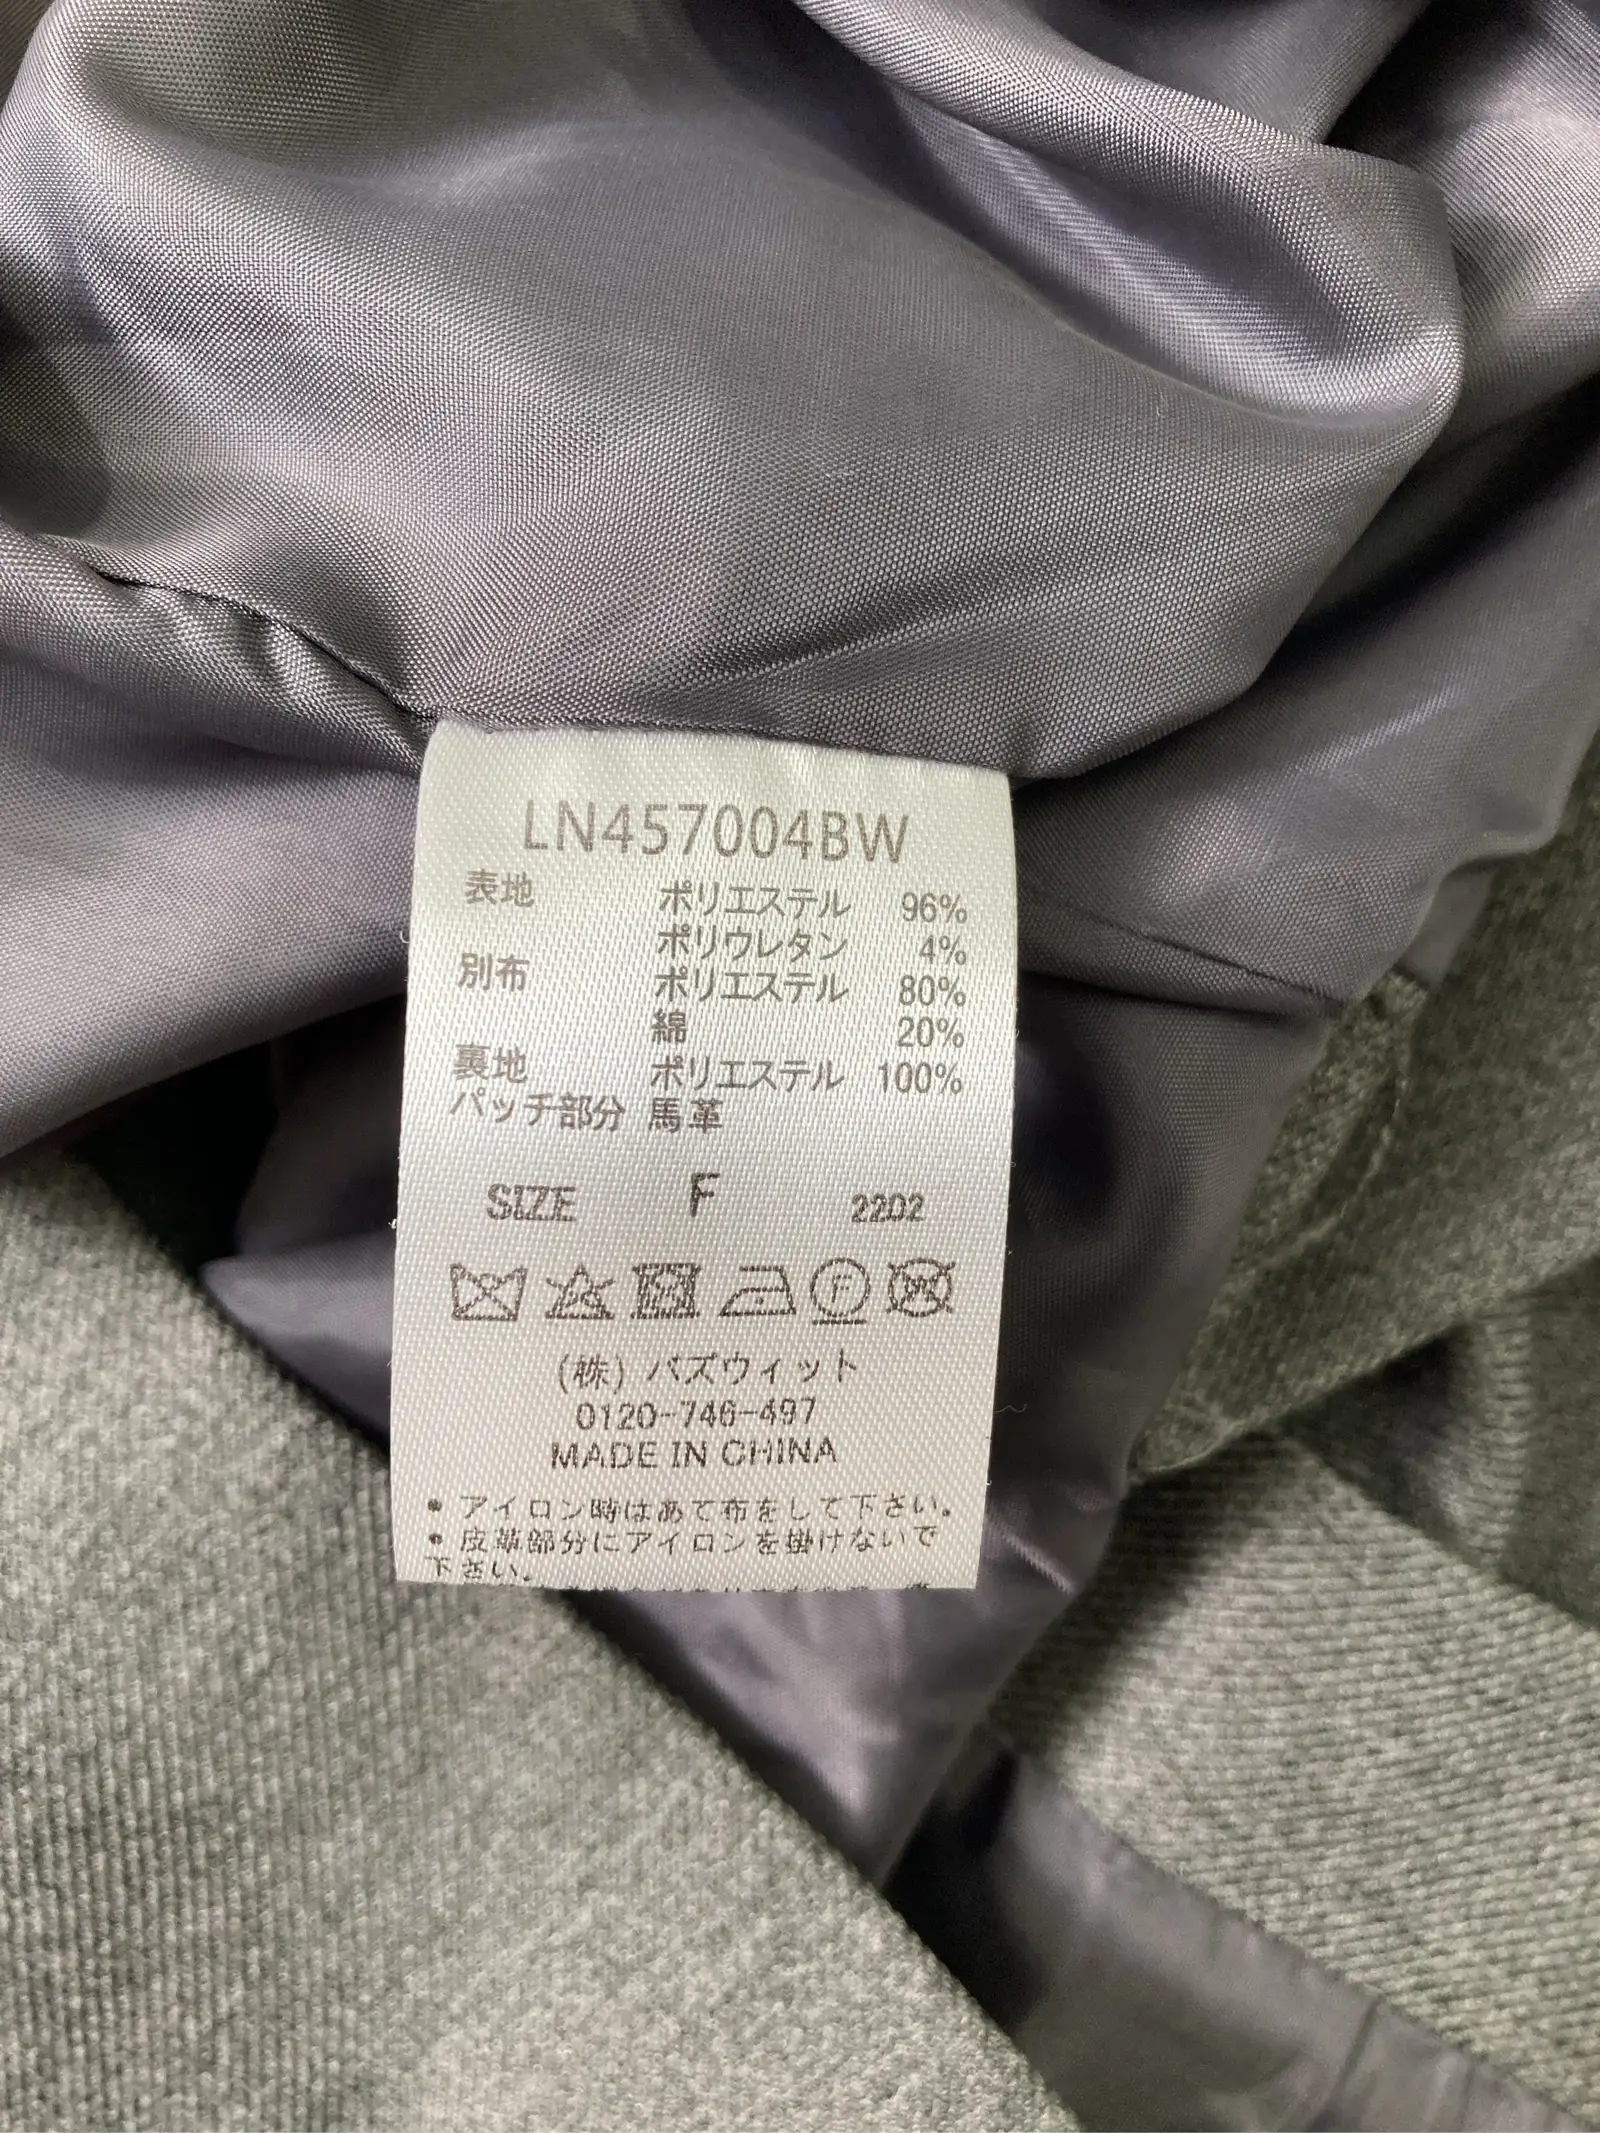 LN457004BW
表地 ポリエステル 96%
ポリウレタン 4%
別布 ポリエステル 80%
綿 20%
裏地 ポリエステル 100%
パッチ部分 馬革
SIZE F 2202
F W
(株) バズウィット
0120-746-497
MADE IN CHINA
• アイロン時はあて布をして下さい。
• 皮革部分にアイロンを掛けないで
下さい。